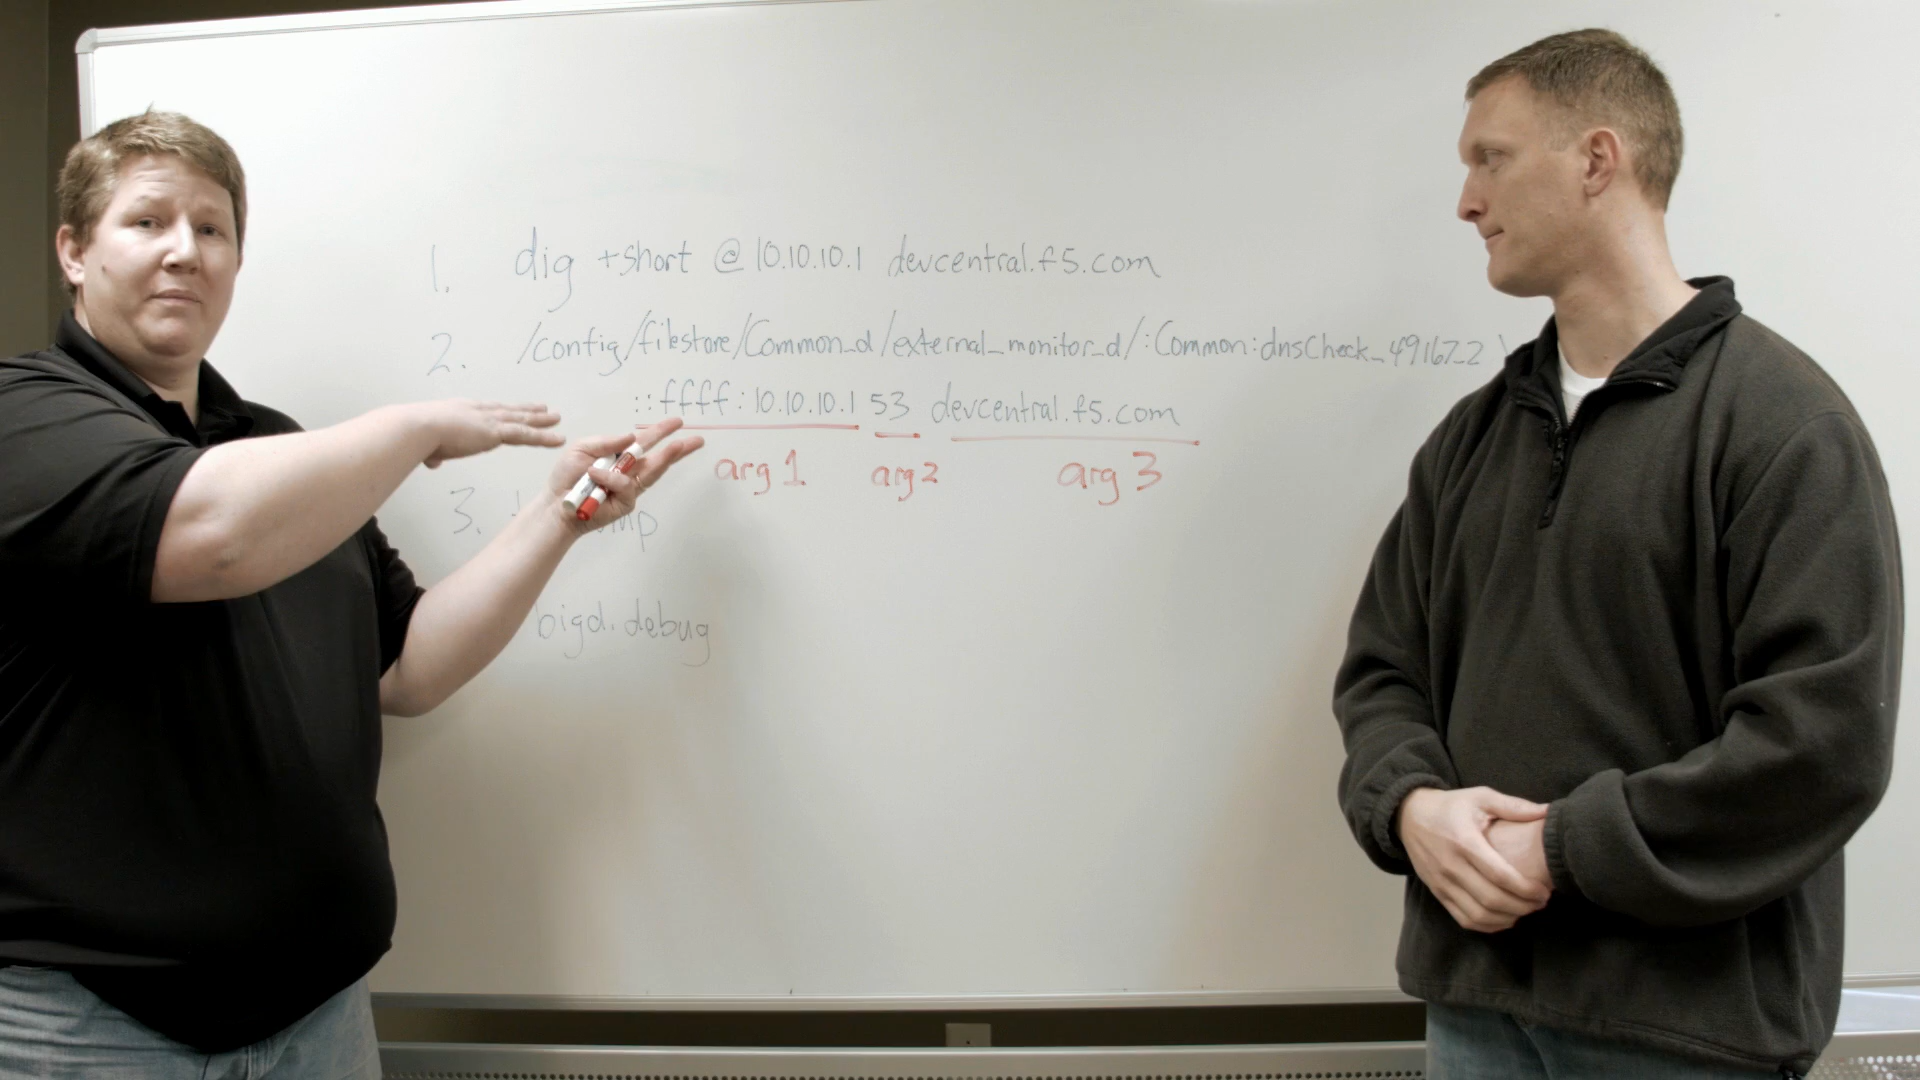 1. dig +short @ 10.10.10.1 devcentral.f5.com
2. /config/filestore/Common_d/external_monitor_d/:Common:dnsCheck_49167_2 \
::ffff:10.10.10.1 53 devcentral.f5.com
arg 1 arg 2 arg 3
3.
bigd.debug